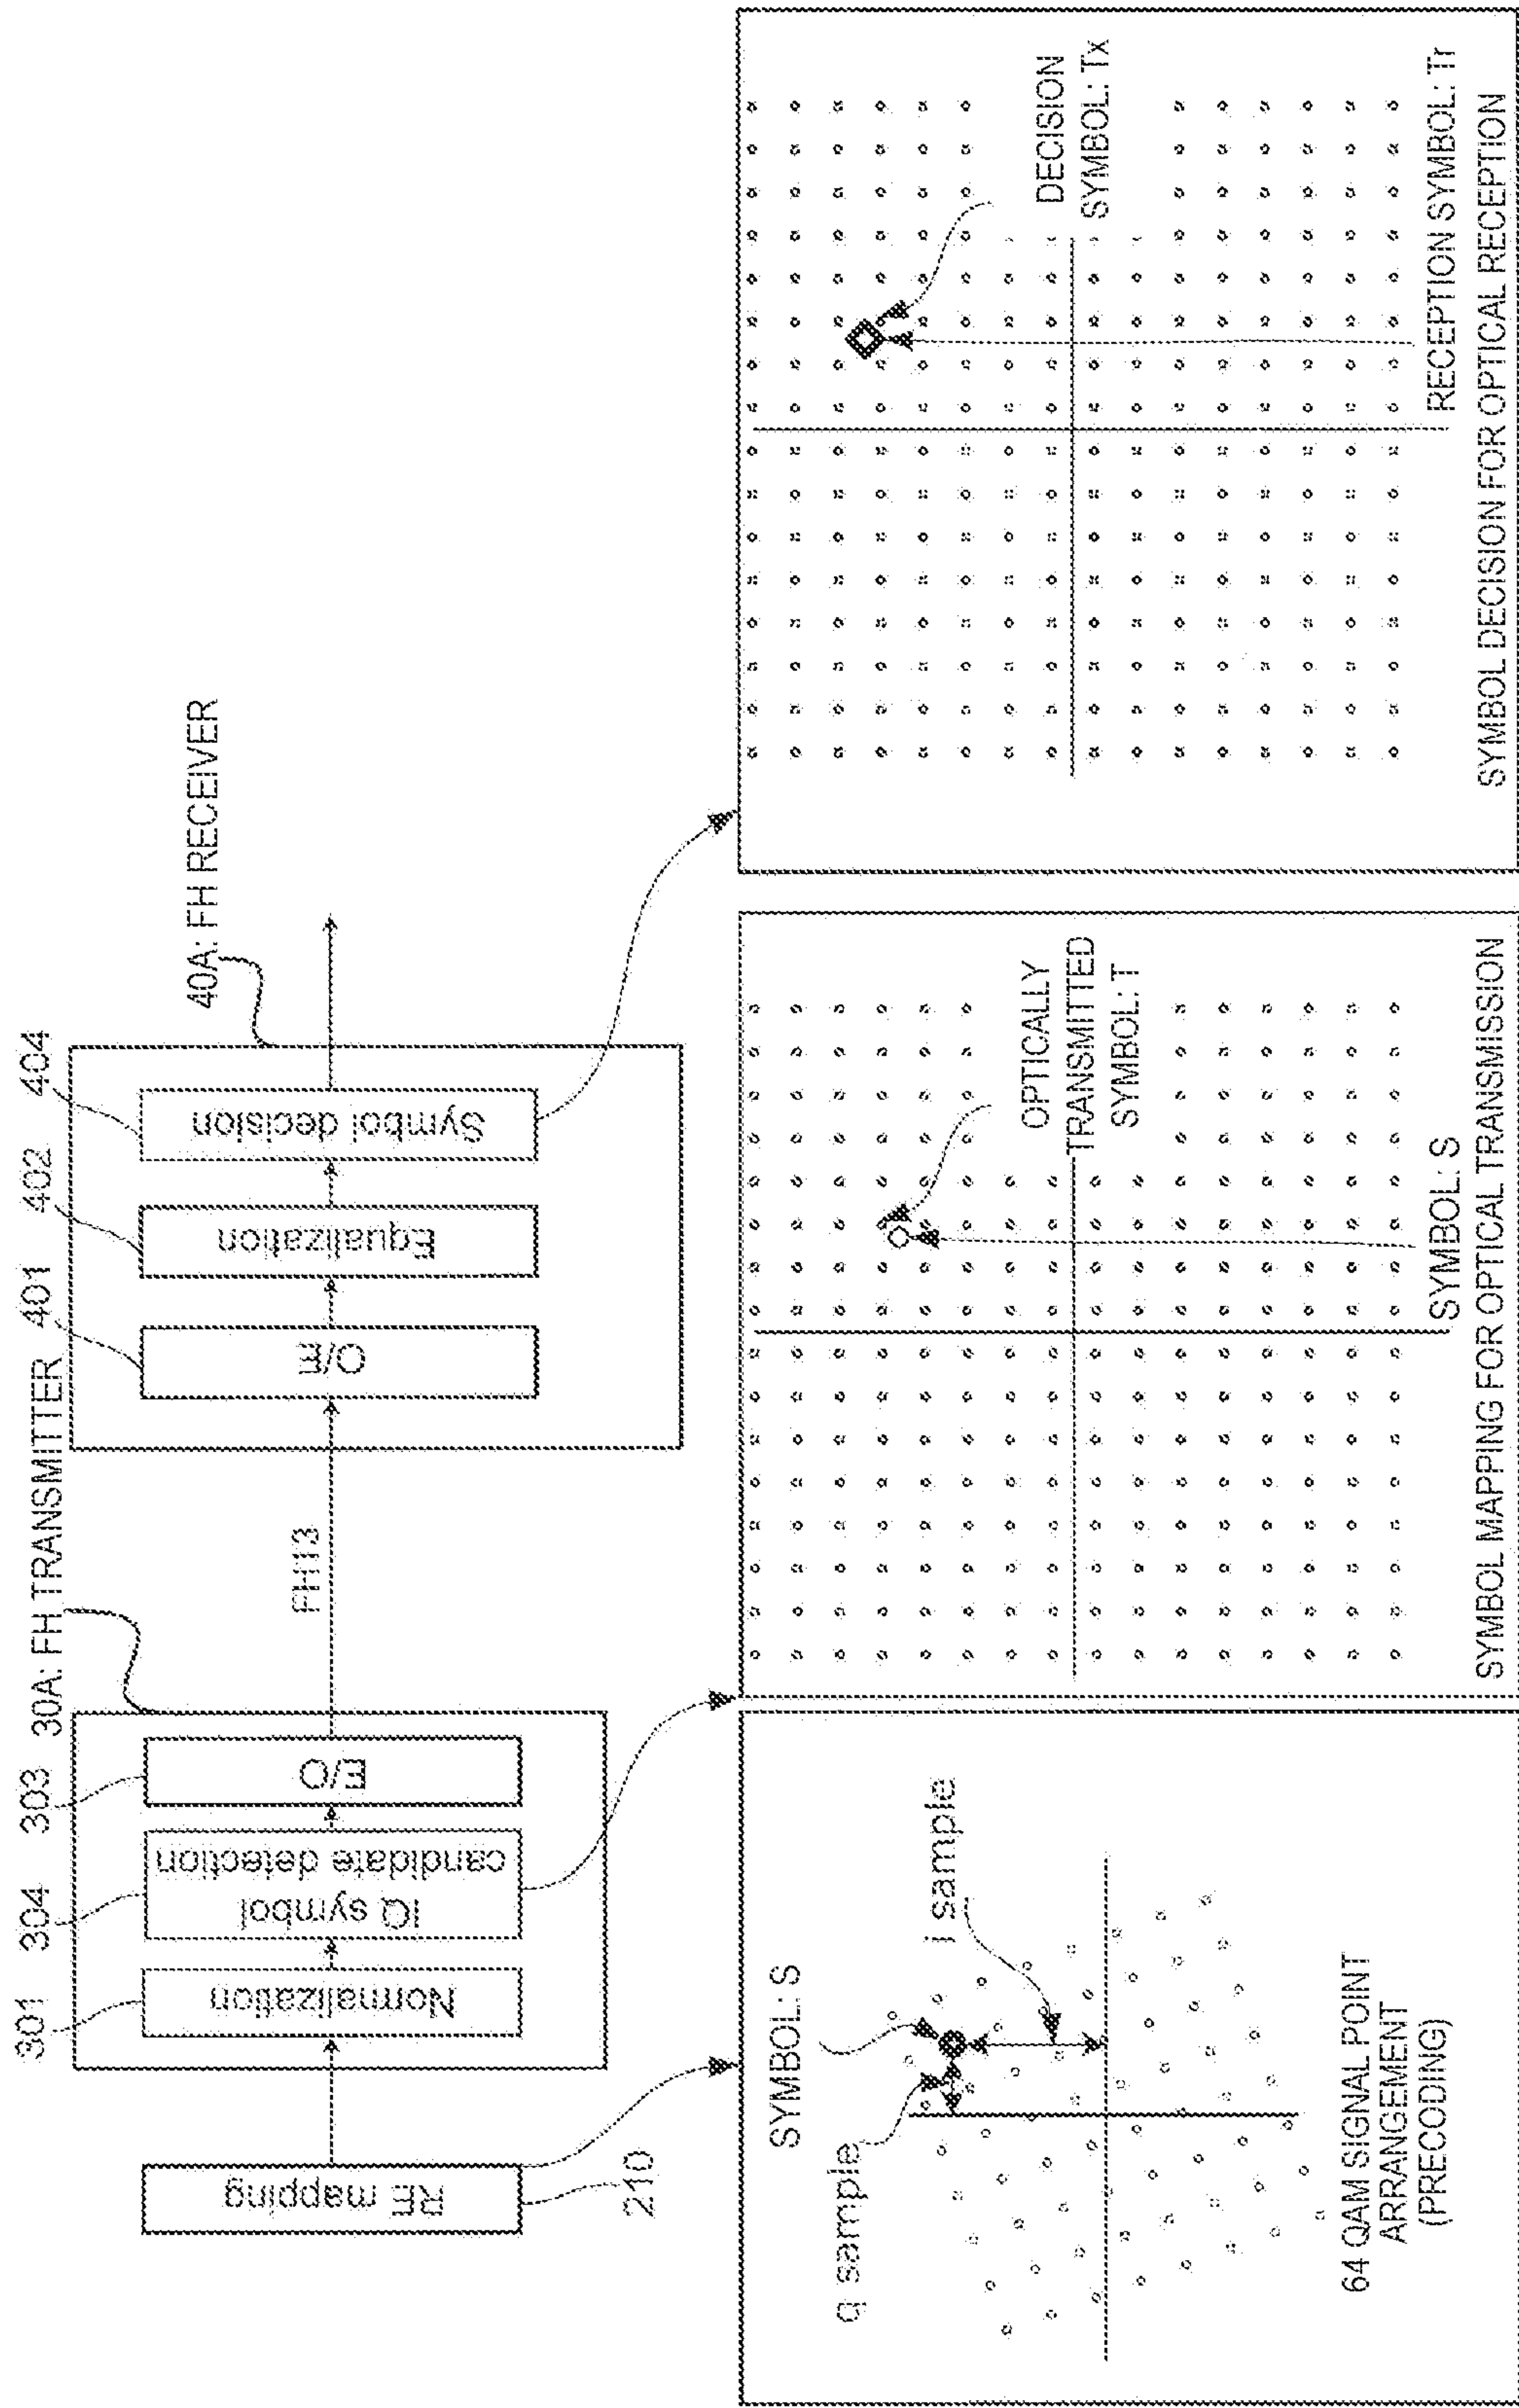 30A: FH TRANSMITTER
40A: FH RECEIVER
301
304
303
401
402
404
RE mapping
210
Normalization
IQ symbol
candidate detection
E/O
FH13
O/E
Equalization
Symbol decision
SYMBOL: S
q sample
i sample
64 QAM SIGNAL POINT
ARRANGEMENT
(PRECODING)
OPTICALLY
TRANSMITTED
SYMBOL: T
SYMBOL: S
SYMBOL MAPPING FOR OPTICAL TRANSMISSION
DECISION
SYMBOL: Tx
RECEPTION SYMBOL: Tr
SYMBOL DECISION FOR OPTICAL RECEPTION